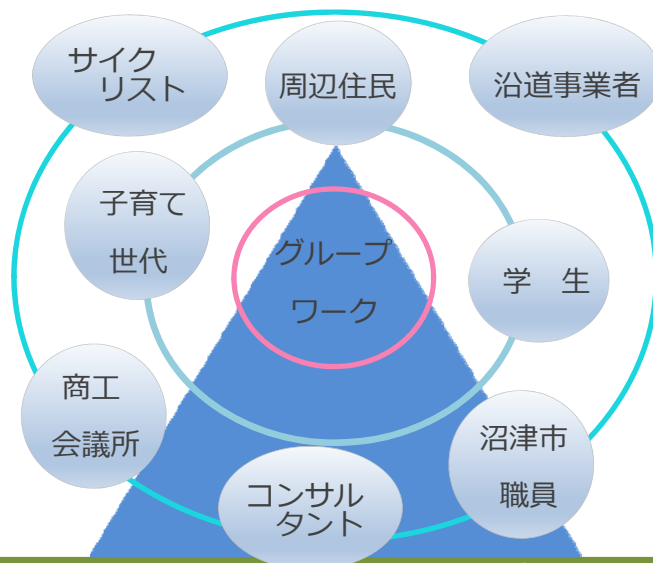 サイク
リスト
周辺住民
沿道事業者
子育て
世代
グループ
ワーク
学　生
商工
会議所
沼津市
職員
コンサル
タント